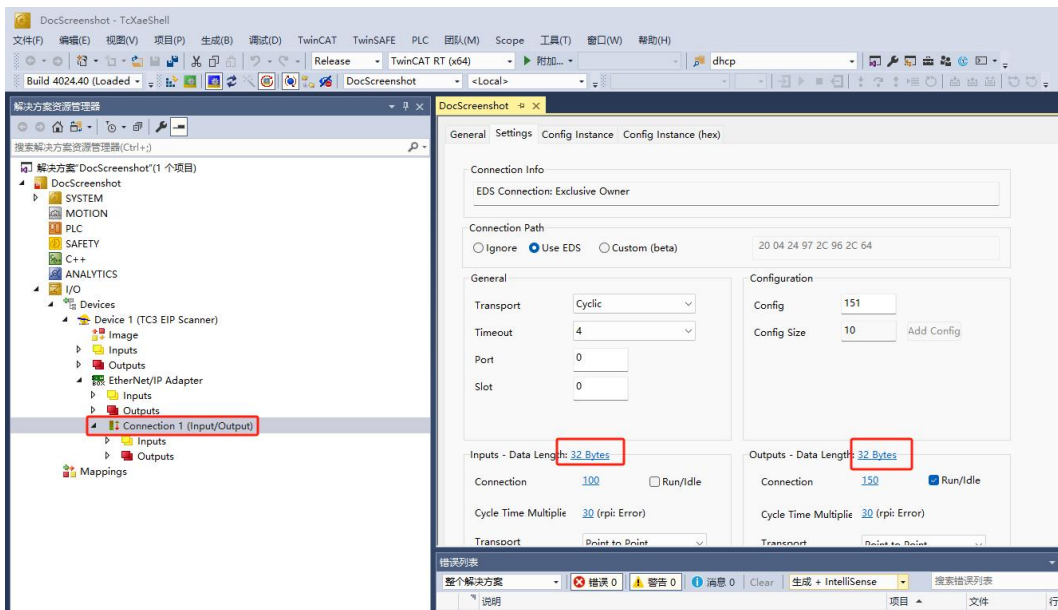 DocScreenshot - TcXaeShell
文件(F) 编辑(E) 视图(V) 项目(P) 生成(B) 调试(D) TwinCAT TwinSAFE PLC 团队(M) Scope 工具(T) 窗口(W) 帮助(H)
Release TwinCAT RT (x64) 附加... dhcp
Build 4024.40 (Loaded DocScreenshot <Local>
解决方案资源管理器
搜索解决方案资源管理器(Ctrl+;)
解决方案"DocScreenshot"(1 个项目)
DocScreenshot
SYSTEM
MOTION
PLC
SAFETY
C++
ANALYTICS
I/O
Devices
Device 1 (TC3 EIP Scanner)
Image
Inputs
Outputs
EtherNet/IP Adapter
Inputs
Outputs
Connection 1 (Input/Output)
Inputs
Outputs
Mappings
DocScreenshot
General Settings Config Instance Config Instance (hex)
Connection Info
EDS Connection: Exclusive Owner
Connection Path
Ignore Use EDS Custom (beta) 20 04 24 97 2C 96 2C 64
General
Transport Cyclic
Timeout 4
Port 0
Slot 0
Configuration
Config 151
Config Size 10 Add Config
Inputs - Data Length: 32 Bytes
Connection 100 Run/Idle
Cycle Time Multiplie 30 (rpi: Error)
Transport Point to Point
Outputs - Data Length: 32 Bytes
Connection 150 Run/Idle
Cycle Time Multiplie 30 (rpi: Error)
Transport Point to Point
错误列表
整个解决方案 错误 0 警告 0 消息 0 Clear 生成 + IntelliSense 搜索错误列表
说明 项目 文件 行